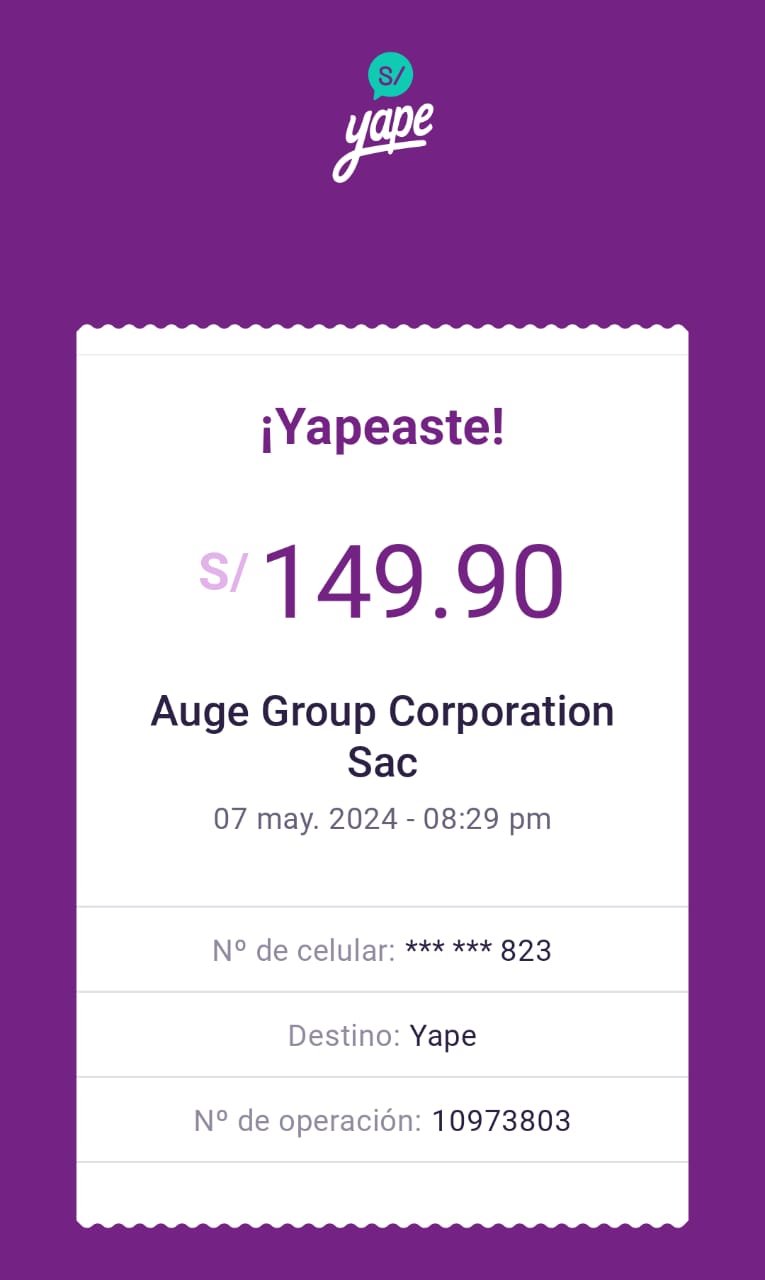 S/
yape
¡Yapeaste!
S/ 149.90
Auge Group Corporation
Sac
07 may. 2024 - 08:29 pm
Nº de celular: *** *** 823
Destino: Yape
Nº de operación: 10973803